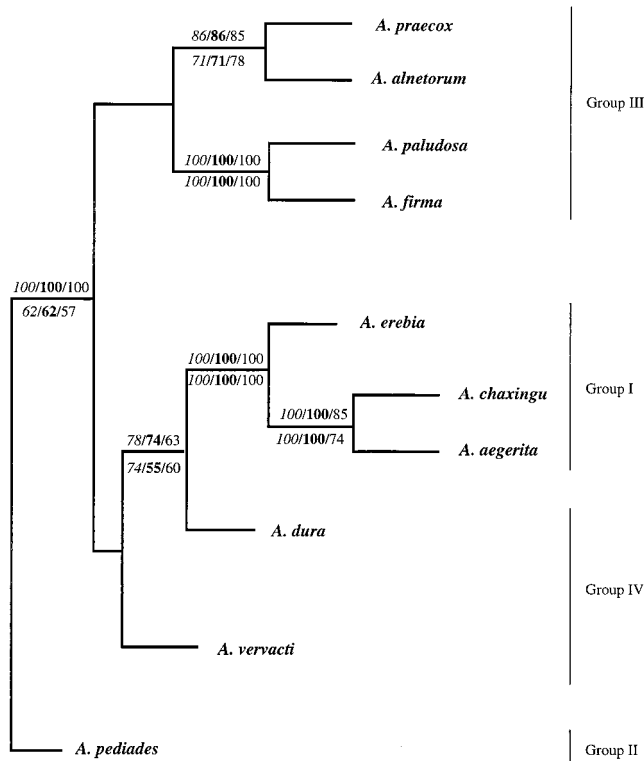 A. praecox
86/86/85
71/71/78
A. alnetorum
Group III
A. paludosa
100/100/100
100/100/100
A. firma
100/100/100
62/62/57
A. erebia
100/100/100
100/100/100
Group I
A. chaxingu
100/100/85
100/100/74
A. aegerita
78/74/63
74/55/60
A. dura
Group IV
A. vervacti
A. pediades
Group II